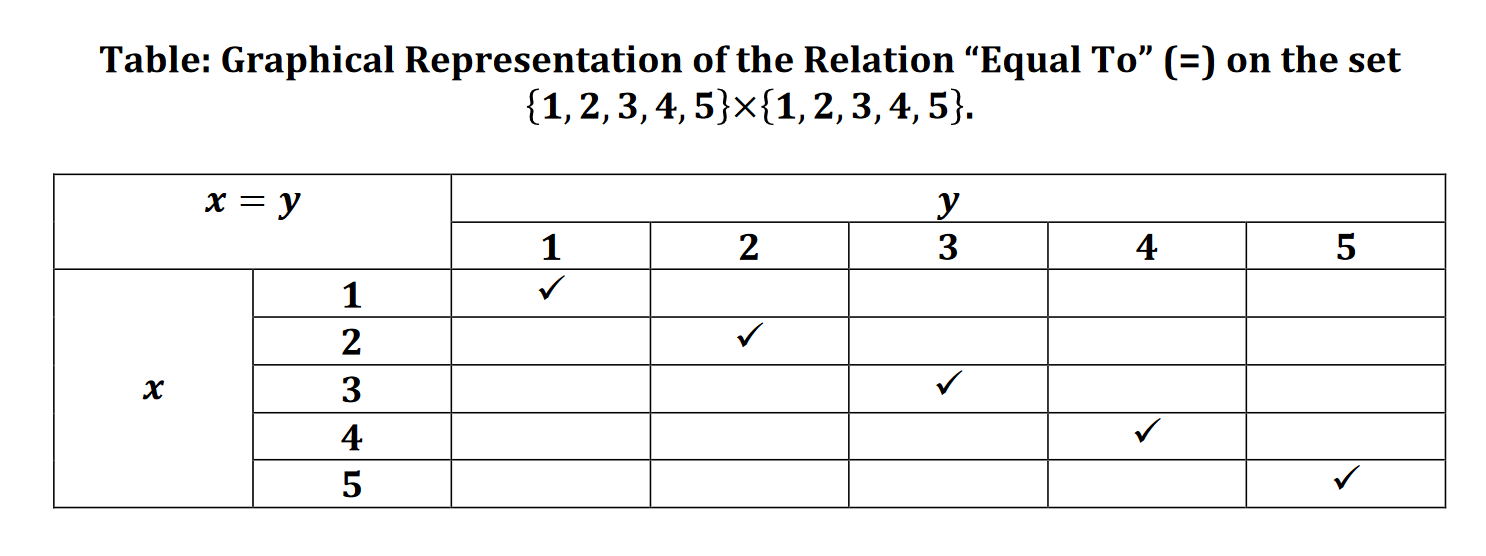 Table: Graphical Representation of the Relation “Equal To” (=) on the set
{1, 2, 3, 4, 5}×{1, 2, 3, 4, 5}.
x = y y
1 2 3 4 5
1 ✓
2 ✓
x 3 ✓
4 ✓
5 ✓